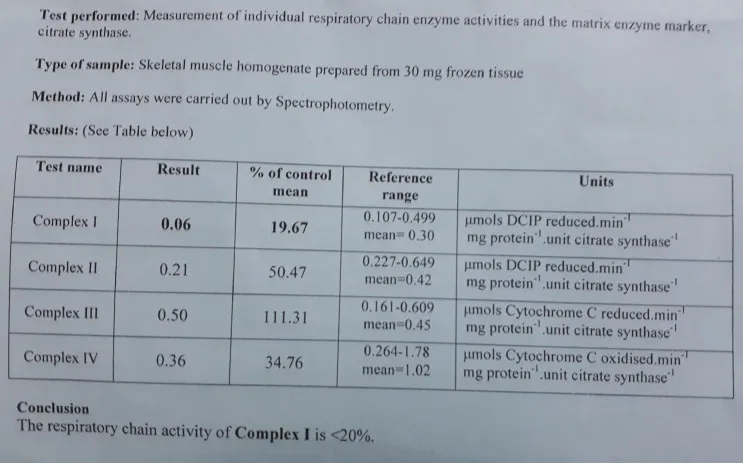 Test performed: Measurement of individual respiratory chain enzyme activities and the matrix enzyme marker,
citrate synthase.
Type of sample: Skeletal muscle homogenate prepared from 30 mg frozen tissue
Method: All assays were carried out by Spectrophotometry.
Results: (See Table below)
Test name Result % of control mean Reference range Units
Complex I 0.06 19.67 0.107-0.499 mean= 0.30 µmols DCIP reduced.min⁻¹ mg protein⁻¹.unit citrate synthase⁻¹
Complex II 0.21 50.47 0.227-0.649 mean=0.42 µmols DCIP reduced.min⁻¹ mg protein⁻¹.unit citrate synthase⁻¹
Complex III 0.50 111.31 0.161-0.609 mean=0.45 µmols Cytochrome C reduced.min⁻¹ mg protein⁻¹.unit citrate synthase⁻¹
Complex IV 0.36 34.76 0.264-1.78 mean=1.02 µmols Cytochrome C oxidised.min⁻¹ mg protein⁻¹.unit citrate synthase⁻¹
Conclusion
The respiratory chain activity of Complex I is <20%.